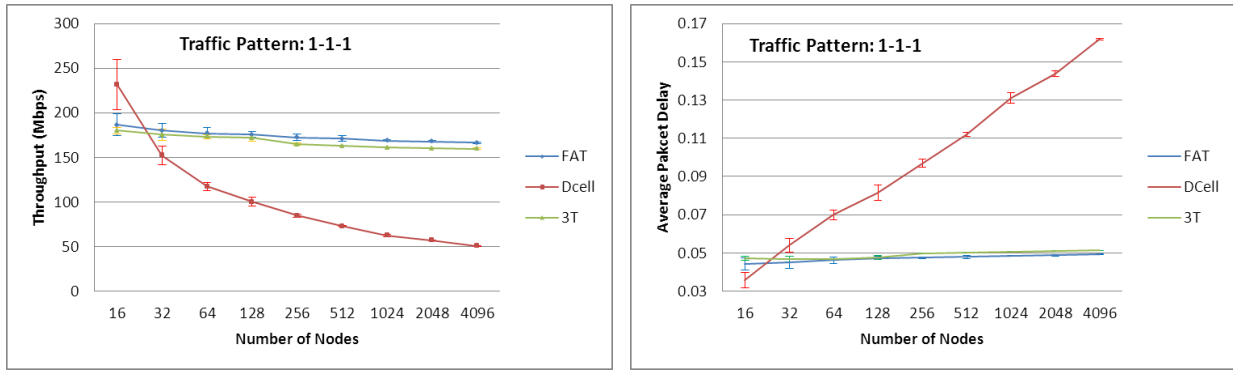 Traffic Pattern: 1-1-1
Throughput (Mbps)
300
250
200
150
100
50
0
16 32 64 128 256 512 1024 2048 4096
Number of Nodes
FAT
Dcell
3T
Traffic Pattern: 1-1-1
Average Pakcet Delay
0.17
0.15
0.13
0.11
0.09
0.07
0.05
0.03
16 32 64 128 256 512 1024 2048 4096
Number of Nodes
FAT
DCell
3T